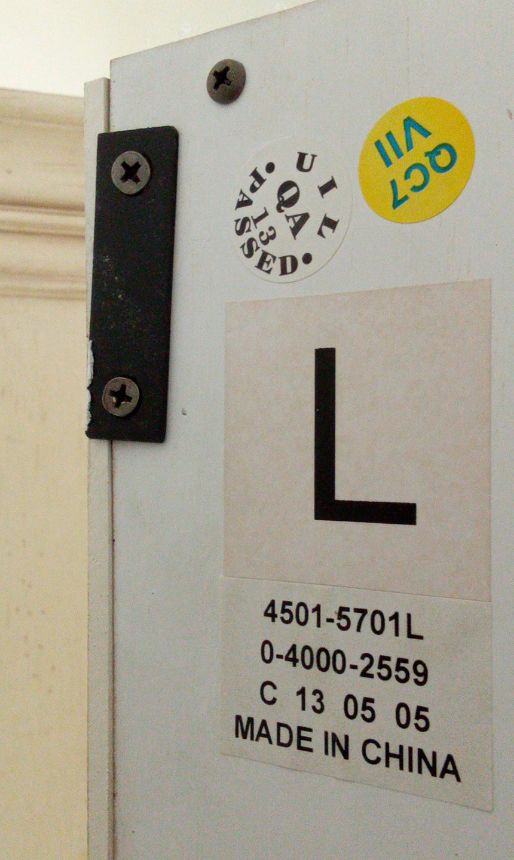 UIL
QA
13
PASSED
QC7
VII
L
4501-5701L
0-4000-2559
C 13 05 05
MADE IN CHINA